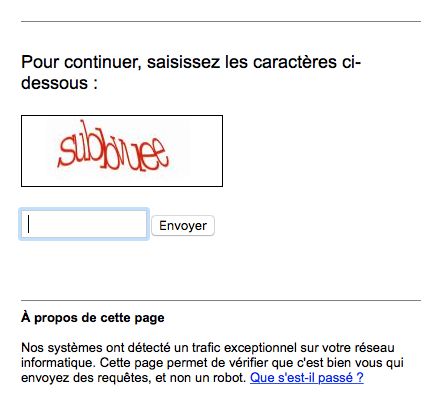 Pour continuer, saisissez les caractères ci-
dessous :
Envoyer
À propos de cette page
Nos systèmes ont détecté un trafic exceptionnel sur votre réseau
informatique. Cette page permet de vérifier que c'est bien vous qui
envoyez des requêtes, et non un robot. Que s'est-il passé ?